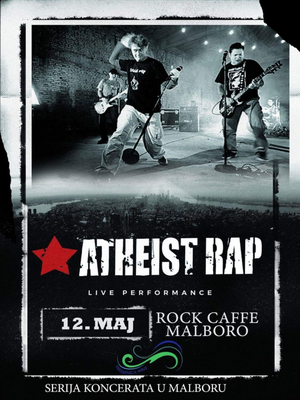 ATHEIST RAP
LIVE PERFORMANCE
12. MAJ
ROCK CAFFE
MALBORO
SERIJA KONCERATA U MALBORU